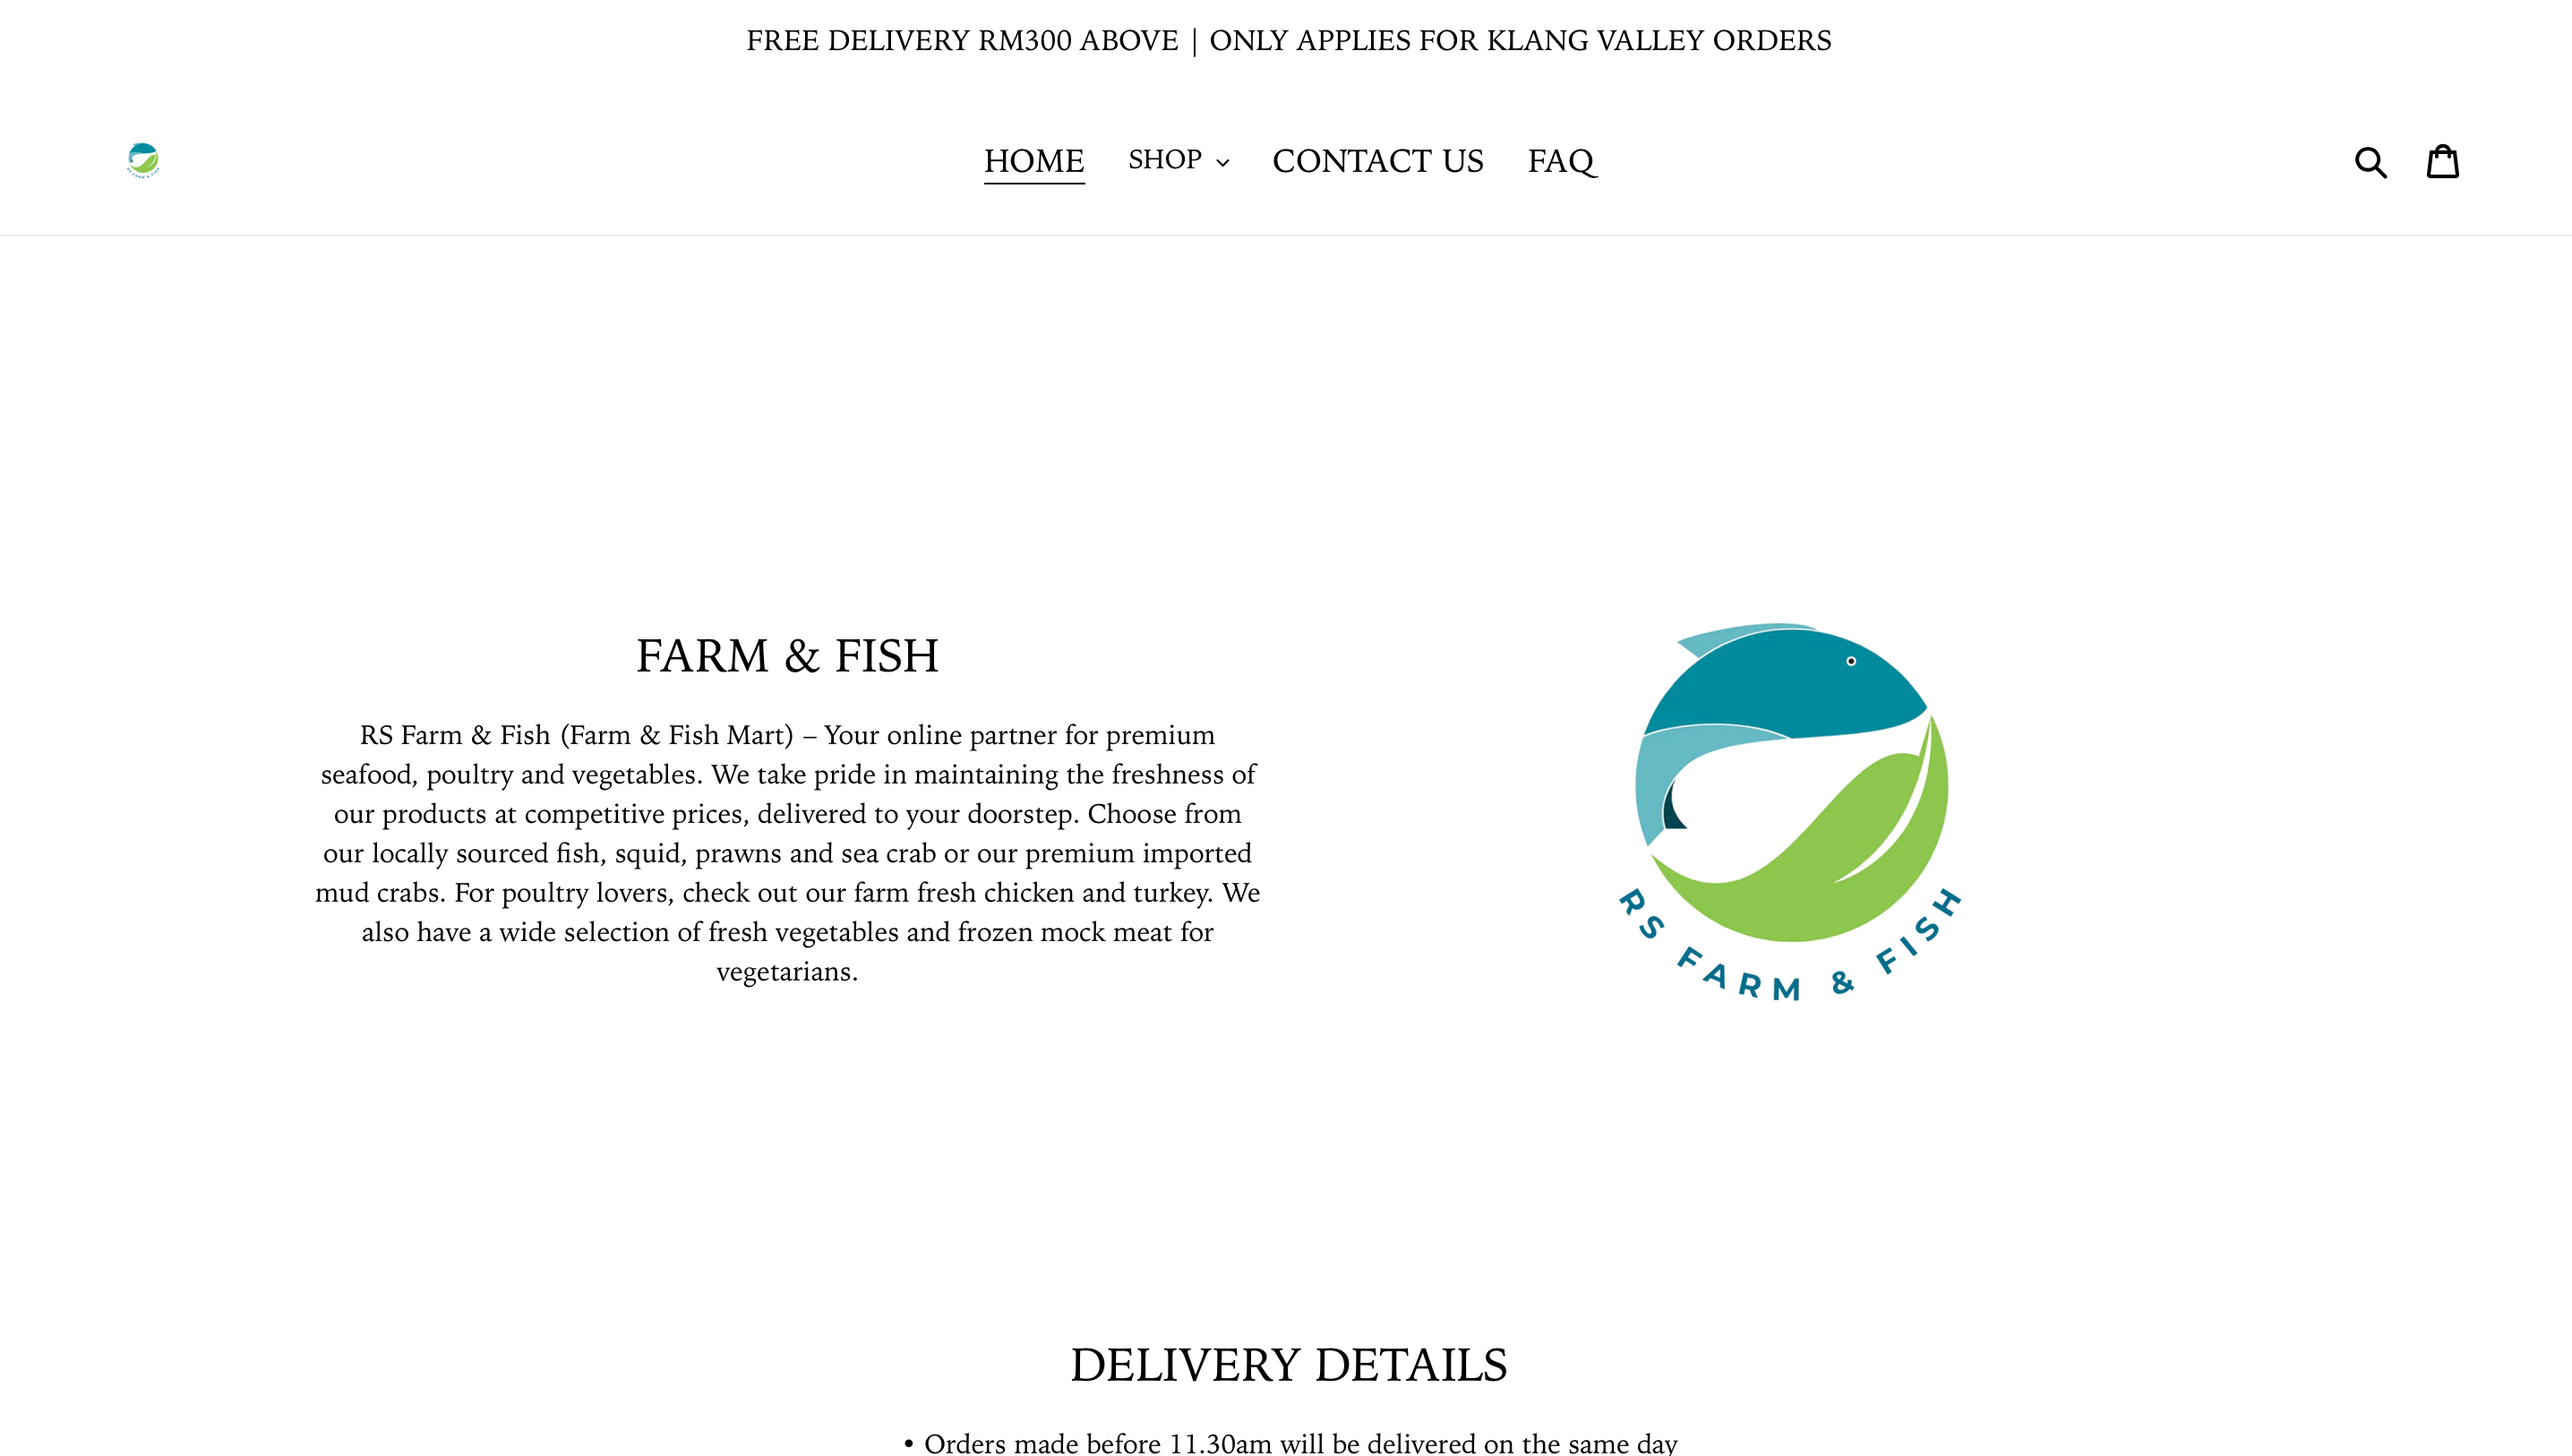 FREE DELIVERY RM300 ABOVE | ONLY APPLIES FOR KLANG VALLEY ORDERS
HOME SHOP CONTACT US FAQ
FARM & FISH
RS Farm & Fish (Farm & Fish Mart) – Your online partner for premium
seafood, poultry and vegetables. We take pride in maintaining the freshness of
our products at competitive prices, delivered to your doorstep. Choose from
our locally sourced fish, squid, prawns and sea crab or our premium imported
mud crabs. For poultry lovers, check out our farm fresh chicken and turkey. We
also have a wide selection of fresh vegetables and frozen mock meat for
vegetarians.
RS FARM & FISH
DELIVERY DETAILS
• Orders made before 11.30am will be delivered on the same day